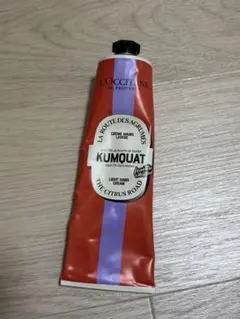 L'OCCITANE
EN PROVENCE
LA ROUTE DES AGRUMES
CRÈME MAINS
LÉGÈRE
KUMQUAT
LIGHT HAND
CREAM
THE CITRUS ROAD